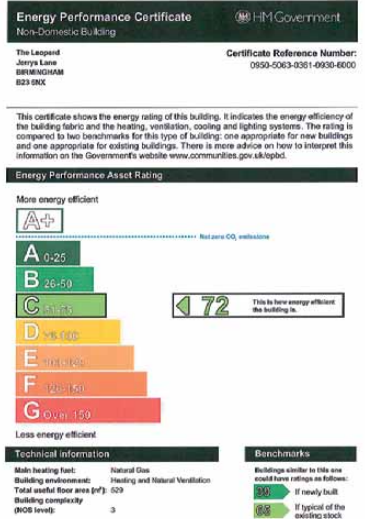 Energy Performance Certificate
HM Government
Non-Domestic Building
The Leopard
Jerrys Lane
BIRMINGHAM
B23 5NX
Certificate Reference Number:
0950-5063-0361-0930-6000
This certificate shows the energy rating of this building. It indicates the energy efficiency of
the building fabric and the heating, ventilation, cooling and lighting systems. The rating is
compared to two benchmarks for this type of building: one appropriate for new buildings
and one appropriate for existing buildings. There is more advice on how to interpret this
information on the Government's website www.communities.gov.uk/epbd.
Energy Performance Asset Rating
More energy efficient
A+
Net zero CO₂ emissions
A 0-25
B 26-50
C 51-75
72
This is how energy efficient
the building is.
D 76-100
E 101-125
F 126-150
G Over 150
Less energy efficient
Technical information
Main heating fuel: Natural Gas
Building environment: Heating and Natural Ventilation
Total useful floor area (m²): 529
Building complexity
(NOS level): 3
Benchmarks
Buildings similar to this one
could have ratings as follows:
If newly built
65
If typical of the
existing stock